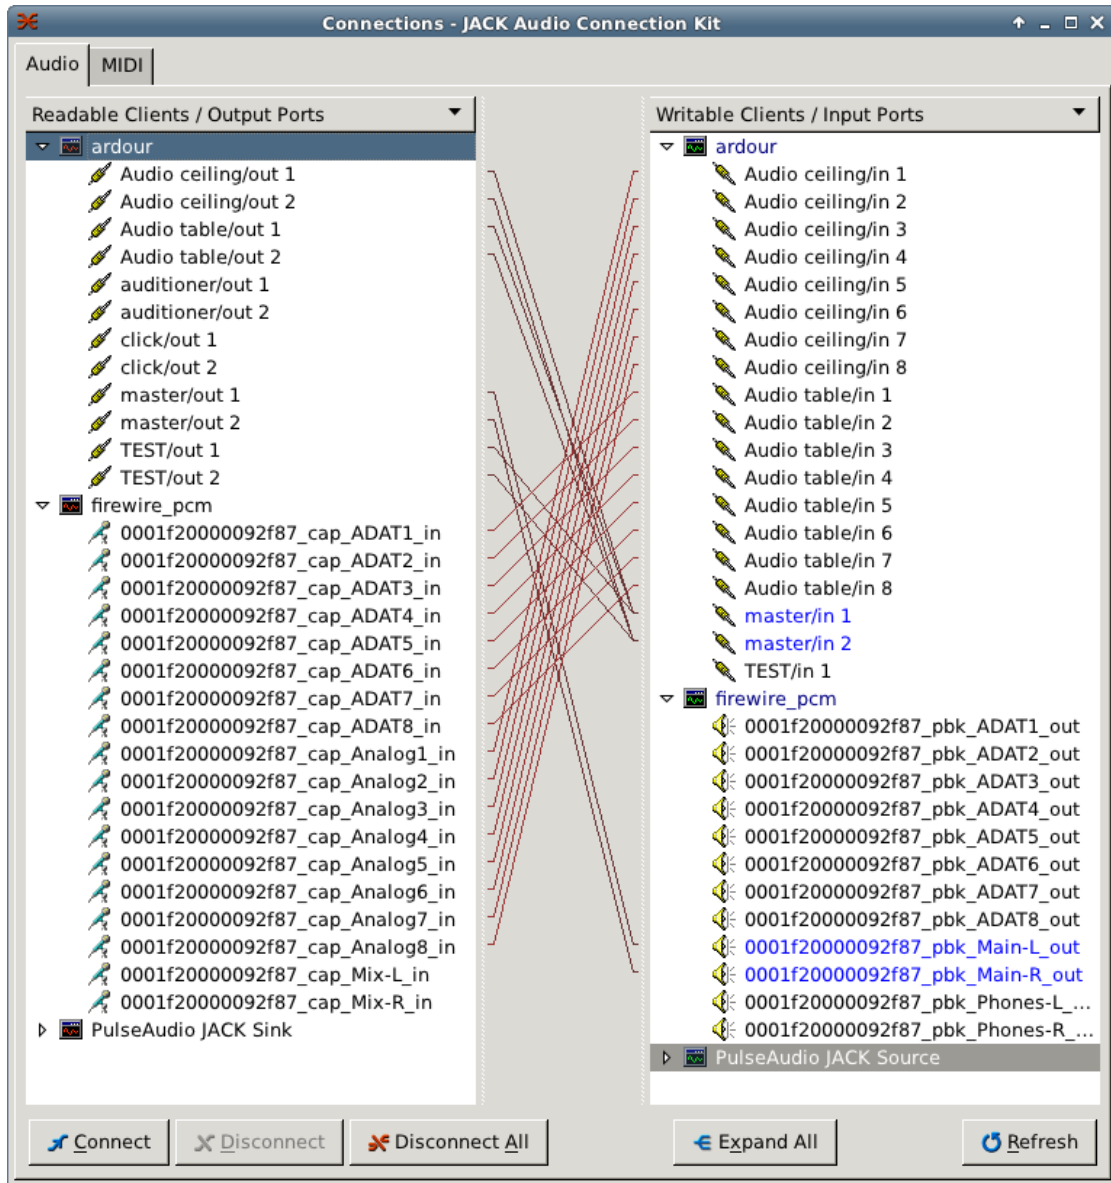 Connections - JACK Audio Connection Kit
Audio
MIDI
Readable Clients / Output Ports
ardour
Audio ceiling/out 1
Audio ceiling/out 2
Audio table/out 1
Audio table/out 2
auditioner/out 1
auditioner/out 2
click/out 1
click/out 2
master/out 1
master/out 2
TEST/out 1
TEST/out 2
firewire_pcm
0001f20000092f87_cap_ADAT1_in
0001f20000092f87_cap_ADAT2_in
0001f20000092f87_cap_ADAT3_in
0001f20000092f87_cap_ADAT4_in
0001f20000092f87_cap_ADAT5_in
0001f20000092f87_cap_ADAT6_in
0001f20000092f87_cap_ADAT7_in
0001f20000092f87_cap_ADAT8_in
0001f20000092f87_cap_Analog1_in
0001f20000092f87_cap_Analog2_in
0001f20000092f87_cap_Analog3_in
0001f20000092f87_cap_Analog4_in
0001f20000092f87_cap_Analog5_in
0001f20000092f87_cap_Analog6_in
0001f20000092f87_cap_Analog7_in
0001f20000092f87_cap_Analog8_in
0001f20000092f87_cap_Mix-L_in
0001f20000092f87_cap_Mix-R_in
PulseAudio JACK Sink
Writable Clients / Input Ports
ardour
Audio ceiling/in 1
Audio ceiling/in 2
Audio ceiling/in 3
Audio ceiling/in 4
Audio ceiling/in 5
Audio ceiling/in 6
Audio ceiling/in 7
Audio ceiling/in 8
Audio table/in 1
Audio table/in 2
Audio table/in 3
Audio table/in 4
Audio table/in 5
Audio table/in 6
Audio table/in 7
Audio table/in 8
master/in 1
master/in 2
TEST/in 1
firewire_pcm
0001f20000092f87_pbk_ADAT1_out
0001f20000092f87_pbk_ADAT2_out
0001f20000092f87_pbk_ADAT3_out
0001f20000092f87_pbk_ADAT4_out
0001f20000092f87_pbk_ADAT5_out
0001f20000092f87_pbk_ADAT6_out
0001f20000092f87_pbk_ADAT7_out
0001f20000092f87_pbk_ADAT8_out
0001f20000092f87_pbk_Main-L_out
0001f20000092f87_pbk_Main-R_out
0001f20000092f87_pbk_Phones-L_...
0001f20000092f87_pbk_Phones-R_...
PulseAudio JACK Source
Connect
Disconnect
Disconnect All
Expand All
Refresh